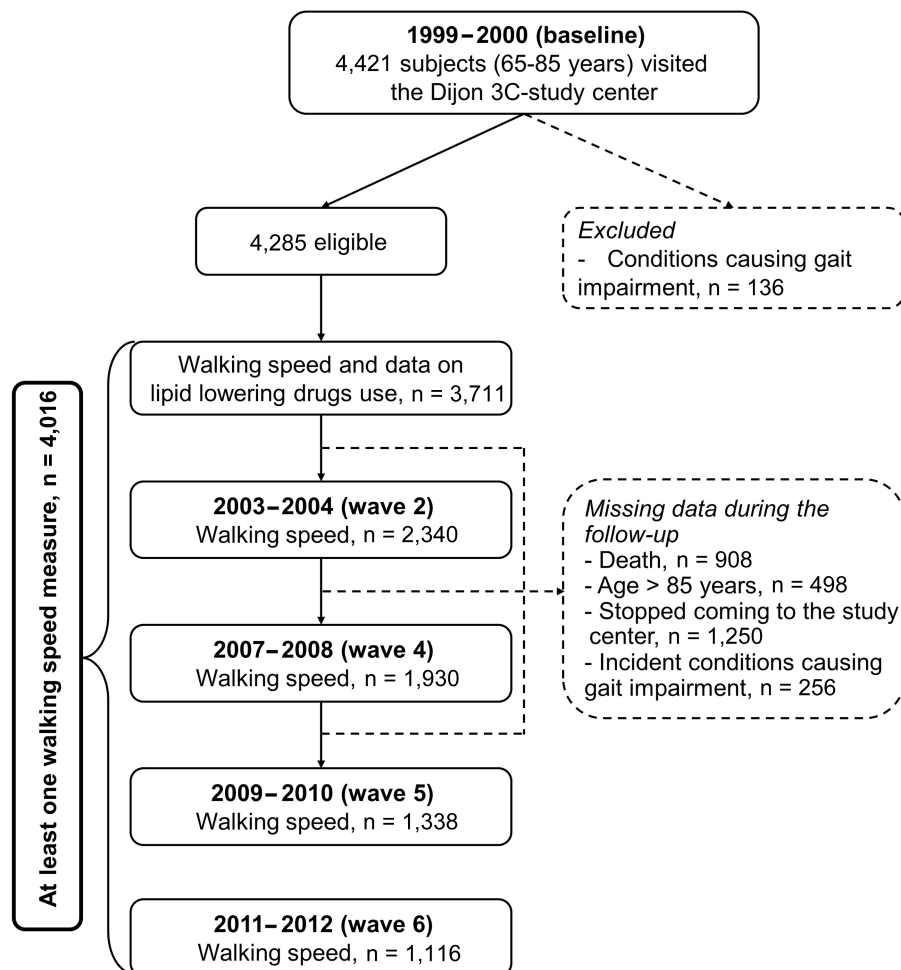 1999–2000 (baseline)
4,421 subjects (65-85 years) visited
the Dijon 3C-study center
4,285 eligible
Excluded
- Conditions causing gait
impairment, n = 136
Walking speed and data on
lipid lowering drugs use, n = 3,711
At least one walking speed measure, n = 4,016
2003–2004 (wave 2)
Walking speed, n = 2,340
Missing data during the
follow-up
- Death, n = 908
- Age > 85 years, n = 498
- Stopped coming to the study
center, n = 1,250
- Incident conditions causing
gait impairment, n = 256
2007–2008 (wave 4)
Walking speed, n = 1,930
2009–2010 (wave 5)
Walking speed, n = 1,338
2011–2012 (wave 6)
Walking speed, n = 1,116